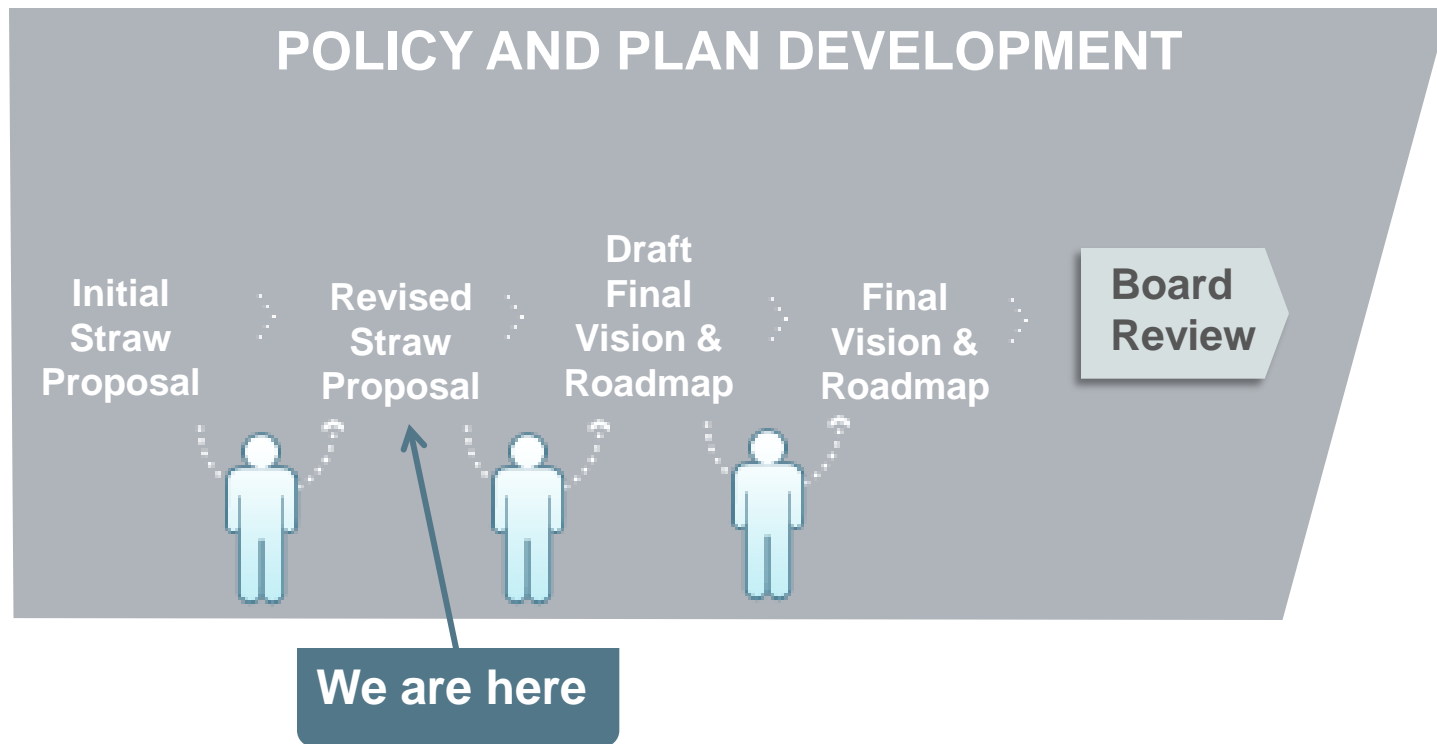 POLICY AND PLAN DEVELOPMENT
Initial
Straw
Proposal
Revised
Straw
Proposal
Draft
Final
Vision &
Roadmap
Final
Vision &
Roadmap
Board
Review
We are here